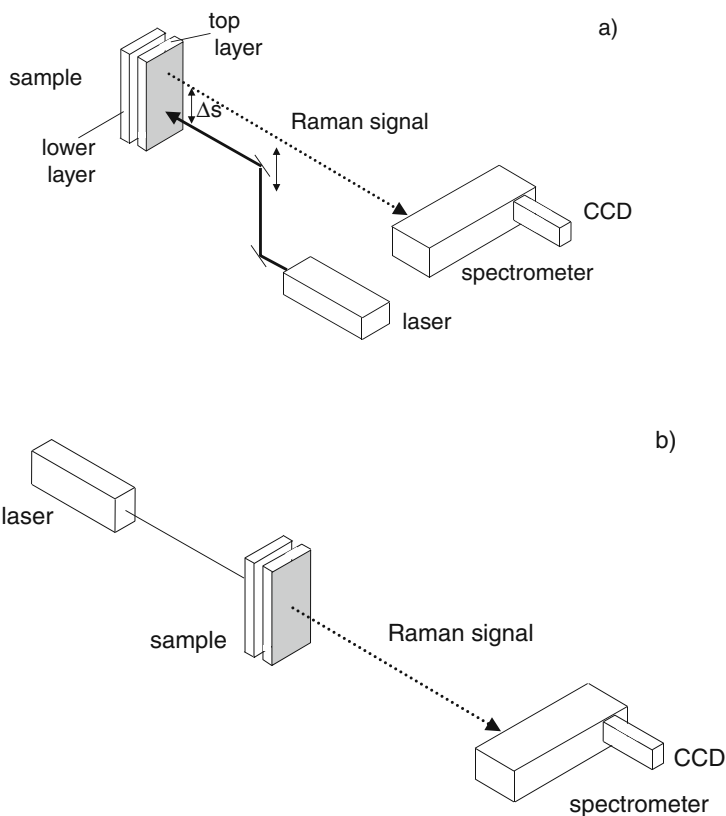 top
layer
a)
sample
Δs
Raman signal
lower
layer
CCD
spectrometer
laser
b)
laser
sample
Raman signal
CCD
spectrometer